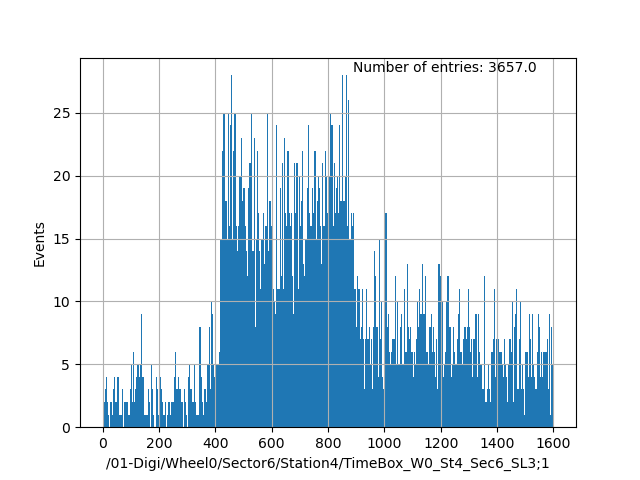 Number of entries: 3657.0
25
20
15
10
5
0
Events
0 200 400 600 800 1000 1200 1400 1600
/01-Digi/Wheel0/Sector6/Station4/TimeBox_W0_St4_Sec6_SL3;1